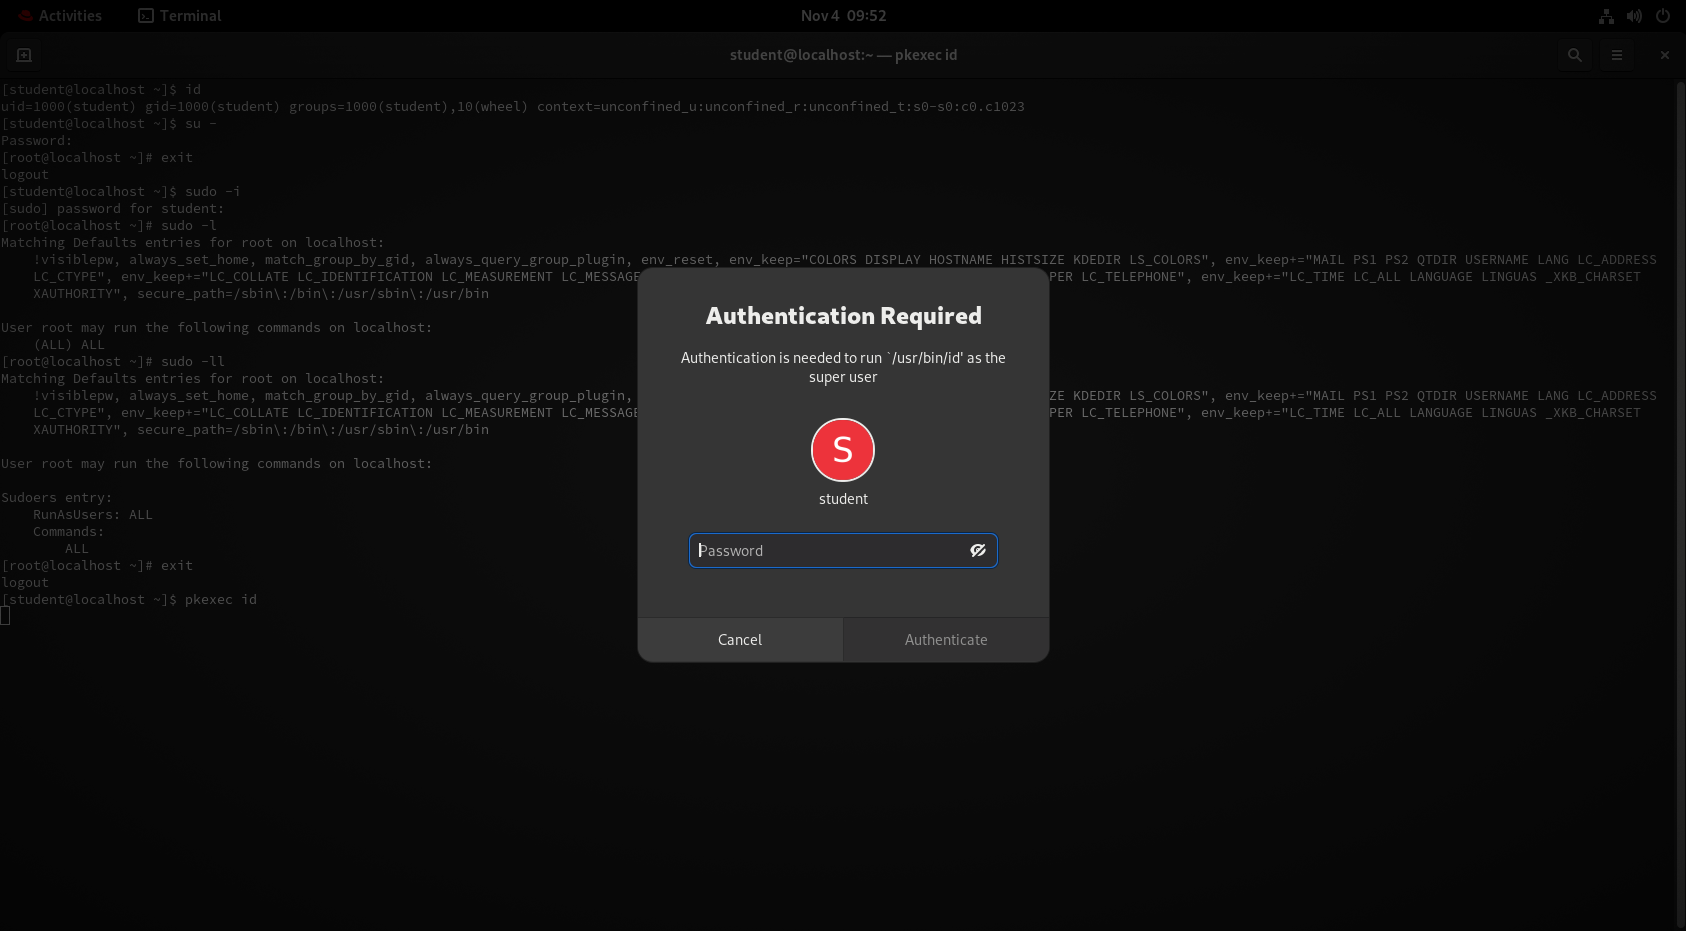 Activities Terminal Nov 4 09:52
student@localhost:~ — pkexec id
[student@localhost ~]$ id
uid=1000(student) gid=1000(student) groups=1000(student),10(wheel) context=unconfined_u:unconfined_r:unconfined_t:s0-s0:c0.c1023
[student@localhost ~]$ su -
Password:
[root@localhost ~]# exit
logout
[student@localhost ~]$ sudo -i
[sudo] password for student:
[root@localhost ~]# sudo -l
Matching Defaults entries for root on localhost:
!visiblepw, always_set_home, match_group_by_gid, always_query_group_plugin, env_reset, env_keep="COLORS DISPLAY HOSTNAME HISTSIZE KDEDIR LS_COLORS", env_keep+="MAIL PS1 PS2 QTDIR USERNAME LANG LC_ADDRESS
LC_CTYPE", env_keep+="LC_COLLATE LC_IDENTIFICATION LC_MEASUREMENT LC_MESSAGE PER LC_TELEPHONE", env_keep+="LC_TIME LC_ALL LANGUAGE LINGUAS _XKB_CHARSET
XAUTHORITY", secure_path=/sbin\:/bin\:/usr/sbin\:/usr/bin
User root may run the following commands on localhost:
(ALL) ALL
[root@localhost ~]# sudo -ll
Matching Defaults entries for root on localhost:
!visiblepw, always_set_home, match_group_by_gid, always_query_group_plugin, ZE KDEDIR LS_COLORS", env_keep+="MAIL PS1 PS2 QTDIR USERNAME LANG LC_ADDRESS
LC_CTYPE", env_keep+="LC_COLLATE LC_IDENTIFICATION LC_MEASUREMENT LC_MESSAGE PER LC_TELEPHONE", env_keep+="LC_TIME LC_ALL LANGUAGE LINGUAS _XKB_CHARSET
XAUTHORITY", secure_path=/sbin\:/bin\:/usr/sbin\:/usr/bin
User root may run the following commands on localhost:
Sudoers entry:
RunAsUsers: ALL
Commands:
ALL
[root@localhost ~]# exit
logout
[student@localhost ~]$ pkexec id
Authentication Required
Authentication is needed to run `/usr/bin/id' as the
super user
S
student
Password
Cancel Authenticate